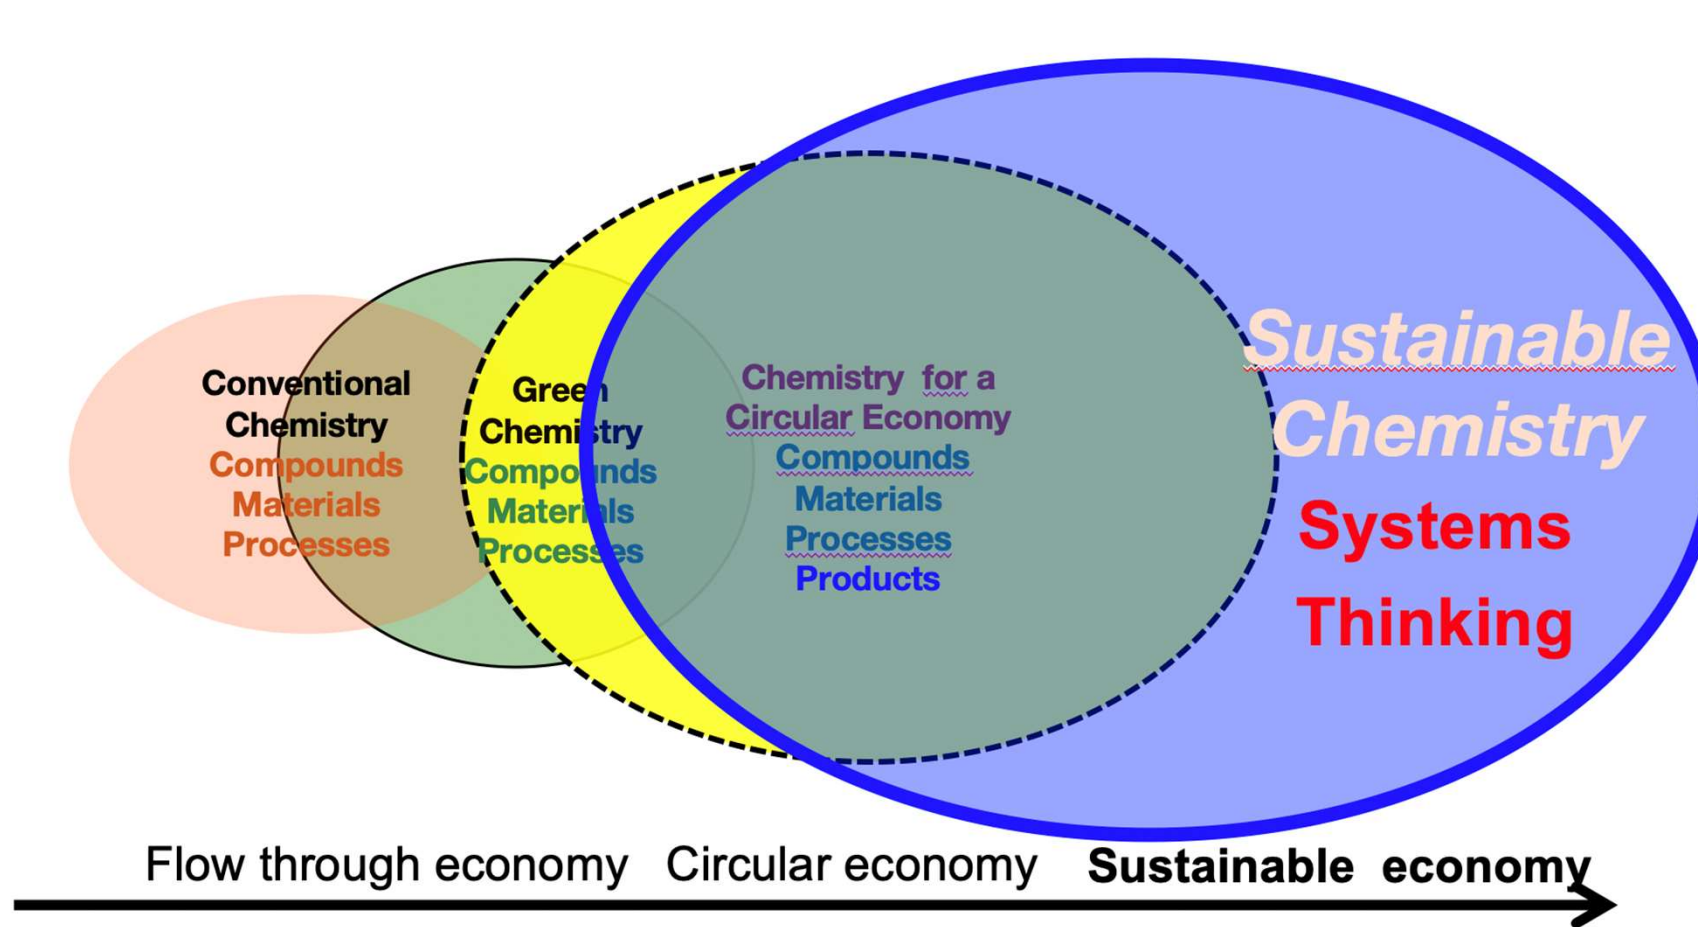 Conventional
Chemistry
Compounds
Materials
Processes
Green
Chemistry
Compounds
Materials
Processes
Chemistry for a
Circular Economy
Compounds
Materials
Processes
Products
Sustainable
Chemistry
Systems
Thinking
Flow through economy Circular economy Sustainable economy